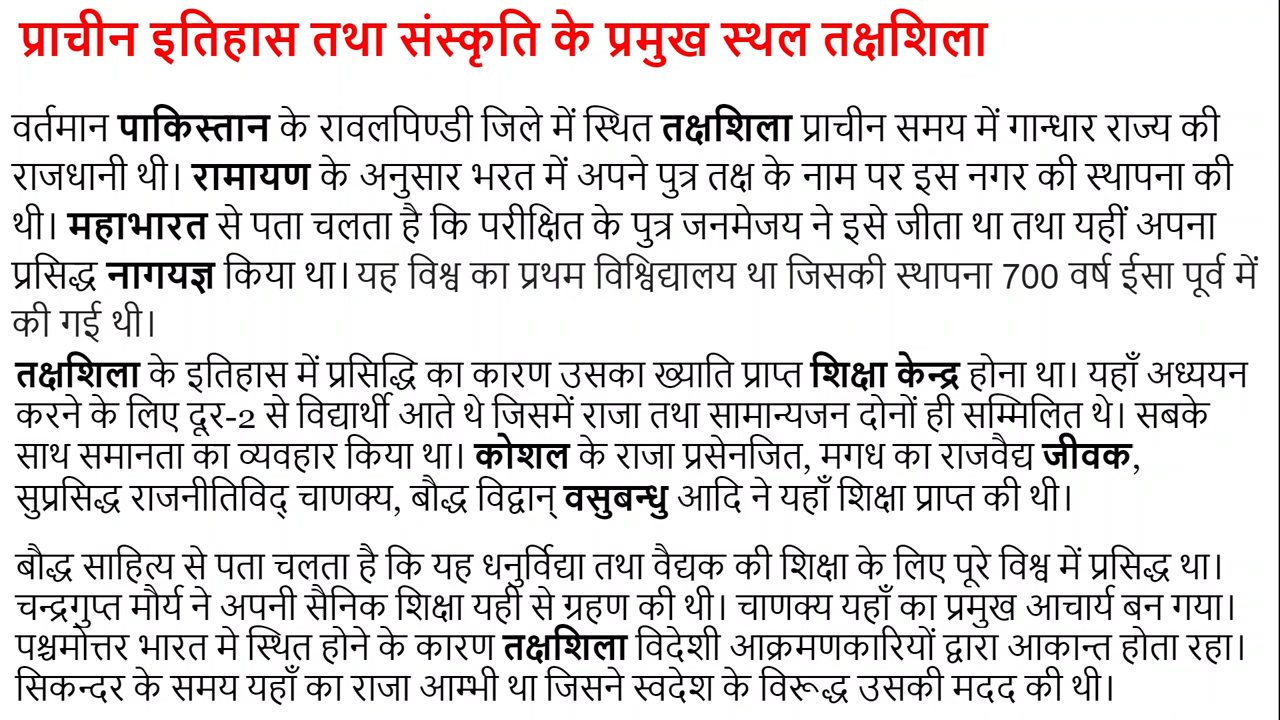 प्राचीन इतिहास तथा संस्कृति के प्रमुख स्थल तक्षशिला
वर्तमान पाकिस्तान के रावलपिण्डी जिले में स्थित तक्षशिला प्राचीन समय में गान्धार राज्य की
राजधानी थी। रामायण के अनुसार भरत में अपने पुत्र तक्ष के नाम पर इस नगर की स्थापना की
थी। महाभारत से पता चलता है कि परीक्षित के पुत्र जनमेजय ने इसे जीता था तथा यहीं अपना
प्रसिद्ध नागयज्ञ किया था। यह विश्व का प्रथम विश्विद्यालय था जिसकी स्थापना 700 वर्ष ईसा पूर्व में
की गई थी।
तक्षशिला के इतिहास में प्रसिद्धि का कारण उसका ख्याति प्राप्त शिक्षा केन्द्र होना था। यहाँ अध्ययन
करने के लिए दूर-2 से विद्यार्थी आते थे जिसमें राजा तथा सामान्यजन दोनों ही सम्मिलित थे। सबके
साथ समानता का व्यवहार किया था। कोशल के राजा प्रसेनजित, मगध का राजवैद्य जीवक,
सुप्रसिद्ध राजनीतिविद् चाणक्य, बौद्ध विद्वान् वसुबन्धु आदि ने यहाँ शिक्षा प्राप्त की थी।
बौद्ध साहित्य से पता चलता है कि यह धनुर्विद्या तथा वैद्यक की शिक्षा के लिए पूरे विश्व में प्रसिद्ध था।
चन्द्रगुप्त मौर्य ने अपनी सैनिक शिक्षा यहीं से ग्रहण की थी। चाणक्य यहाँ का प्रमुख आचार्य बन गया।
पश्चमोत्तर भारत मे स्थित होने के कारण तक्षशिला विदेशी आक्रमणकारियों द्वारा आकान्त होता रहा।
सिकन्दर के समय यहाँ का राजा आम्भी था जिसने स्वदेश के विरूद्ध उसकी मदद की थी।